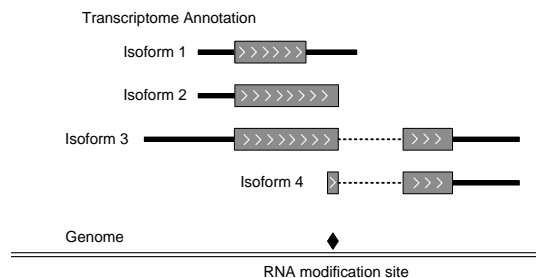 Transcriptome Annotation
Isoform 1
Isoform 2
Isoform 3
Isoform 4
Genome
RNA modification site